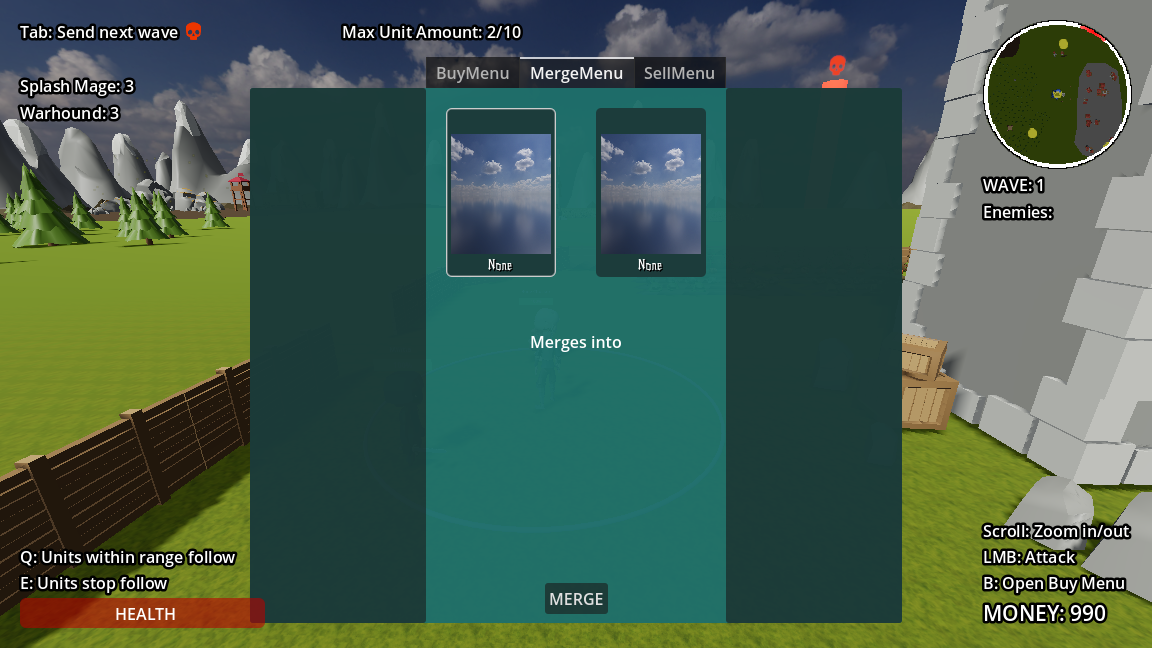 Tab: Send next wave
Max Unit Amount: 2/10
BuyMenu
MergeMenu
SellMenu
Splash Mage: 3
Warhound: 3
None
None
WAVE: 1
Enemies:
Merges into
Q: Units within range follow
E: Units stop follow
HEALTH
MERGE
Scroll: Zoom in/out
LMB: Attack
B: Open Buy Menu
MONEY: 990